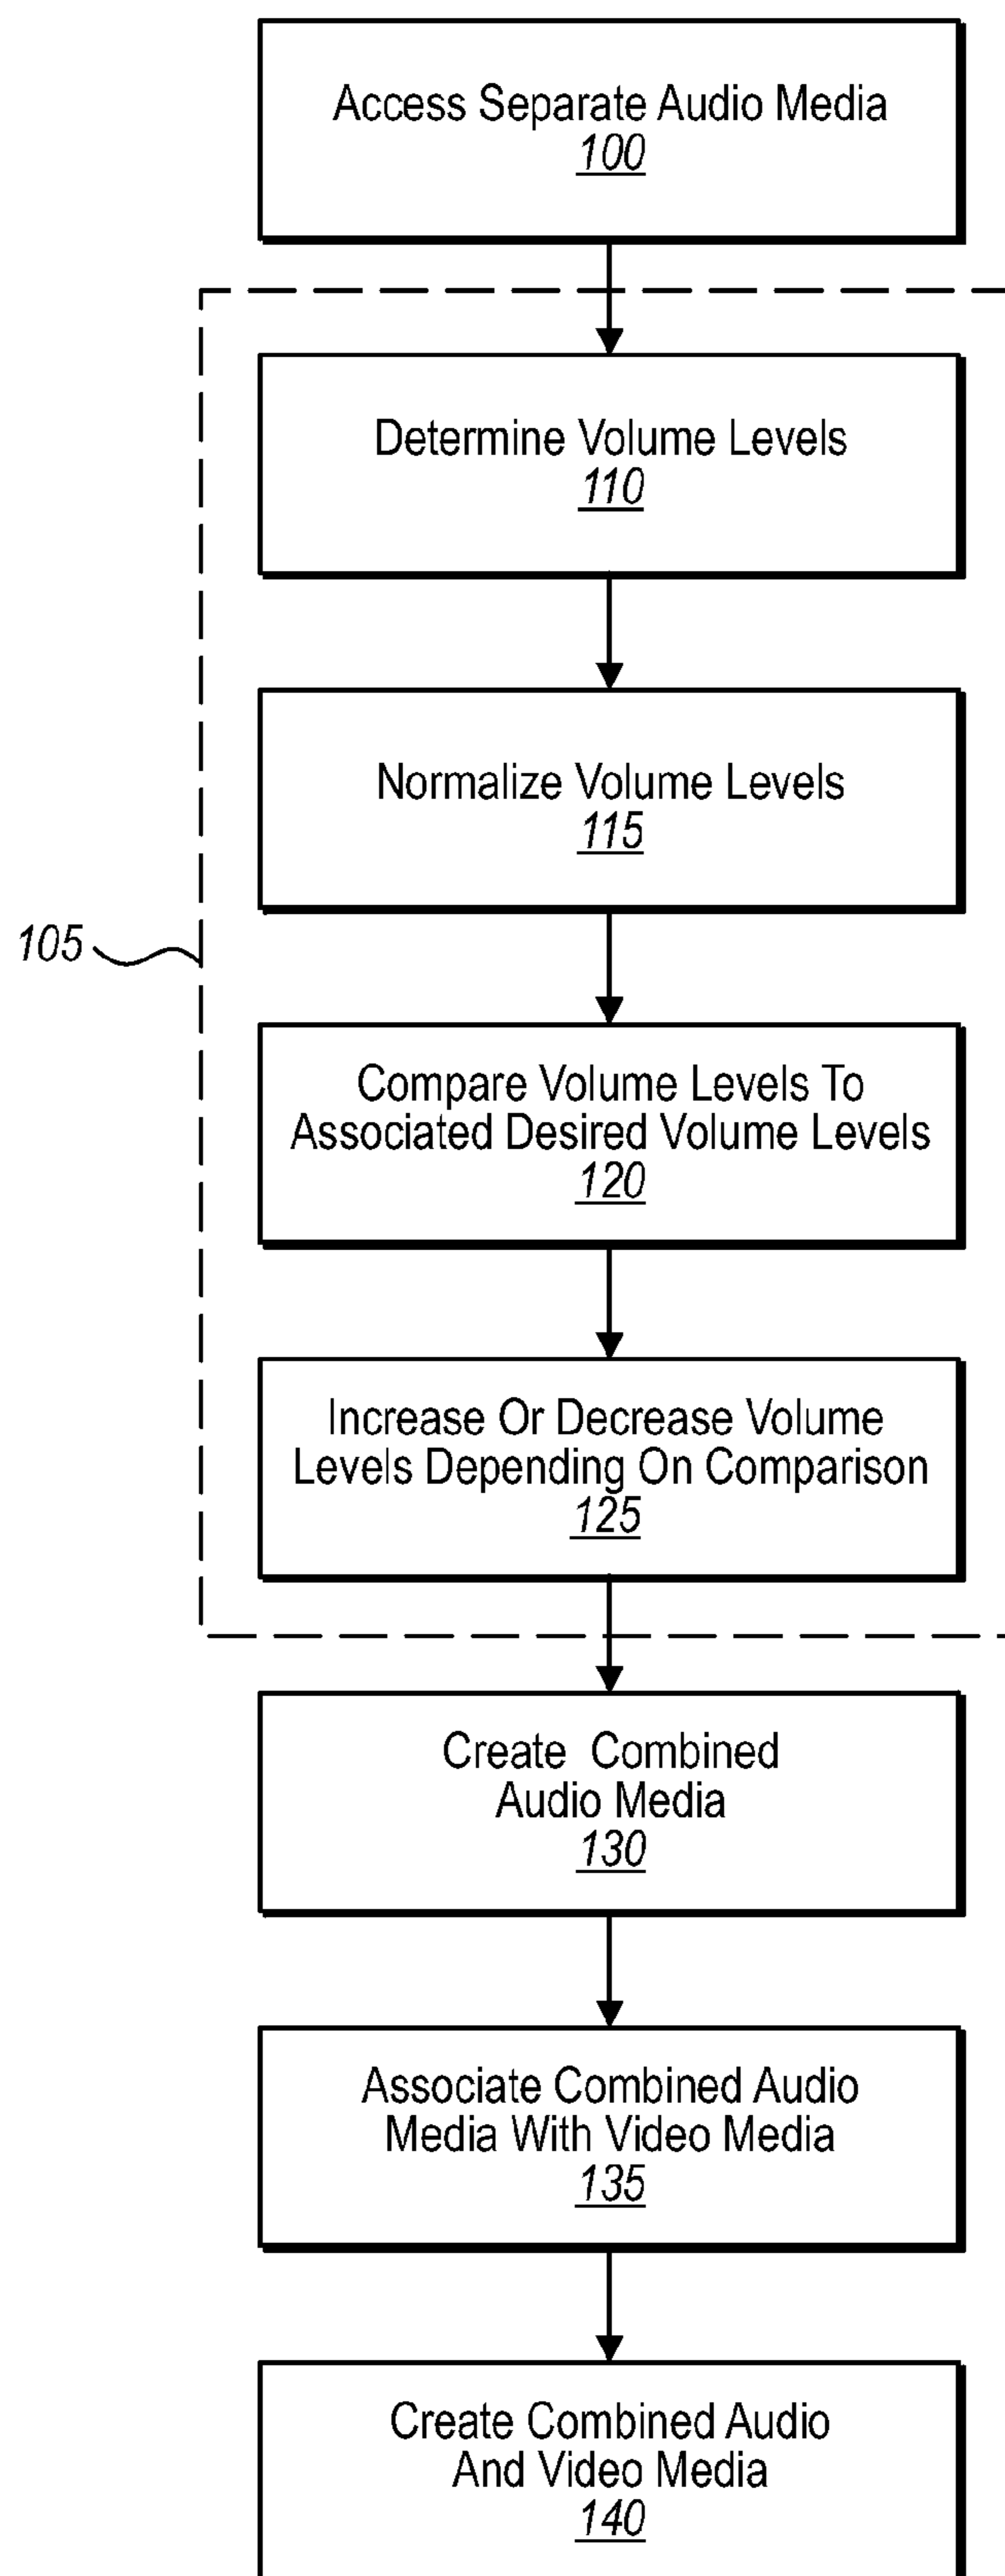 Access Separate Audio Media
100
Determine Volume Levels
110
Normalize Volume Levels
115
105
Compare Volume Levels To
Associated Desired Volume Levels
120
Increase Or Decrease Volume
Levels Depending On Comparison
125
Create Combined
Audio Media
130
Associate Combined Audio
Media With Video Media
135
Create Combined Audio
And Video Media
140